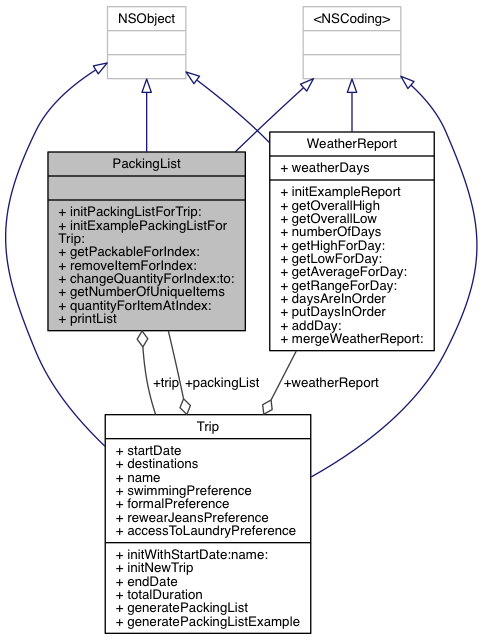 NSObject
<NSCoding>
PackingList
+ initPackingListForTrip:
+ initExamplePackingListFor
Trip:
+ getPackableForIndex:
+ removeItemForIndex:
+ changeQuantityForIndex:to:
+ getNumberOfUniqueItems
+ quantityForItemAtIndex:
+ printList
WeatherReport
+ weatherDays
+ initExampleReport
+ getOverallHigh
+ getOverallLow
+ numberOfDays
+ getHighForDay:
+ getLowForDay:
+ getAverageForDay:
+ getRangeForDay:
+ daysAreInOrder
+ putDaysInOrder
+ addDay:
+ mergeWeatherReport:
+trip
+packingList
+weatherReport
Trip
+ startDate
+ destinations
+ name
+ swimmingPreference
+ formalPreference
+ rewearJeansPreference
+ accessToLaundryPreference
+ initWithStartDate:name:
+ initNewTrip
+ endDate
+ totalDuration
+ generatePackingList
+ generatePackingListExample